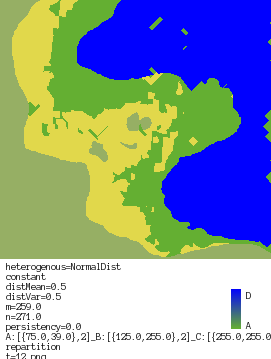 D
A
heterogenous=NormalDist
constant
distMean=0.5
distVar=0.5
m=259.0
n=271.0
persistency=0.0
A:[{75.0,39.0},2]_B:[{125.0,255.0},2]_C:[{255.0,255.0
repartition
t=12.png